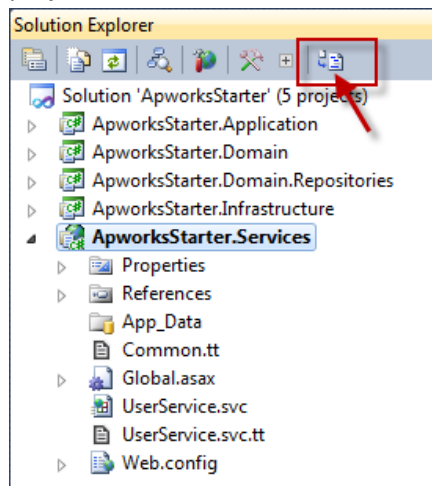 Solution Explorer
Solution 'ApworksStarter' (5 projects)
ApworksStarter.Application
ApworksStarter.Domain
ApworksStarter.Domain.Repositories
ApworksStarter.Infrastructure
ApworksStarter.Services
Properties
References
App_Data
Common.tt
Global.asax
UserService.svc
UserService.svc.tt
Web.config